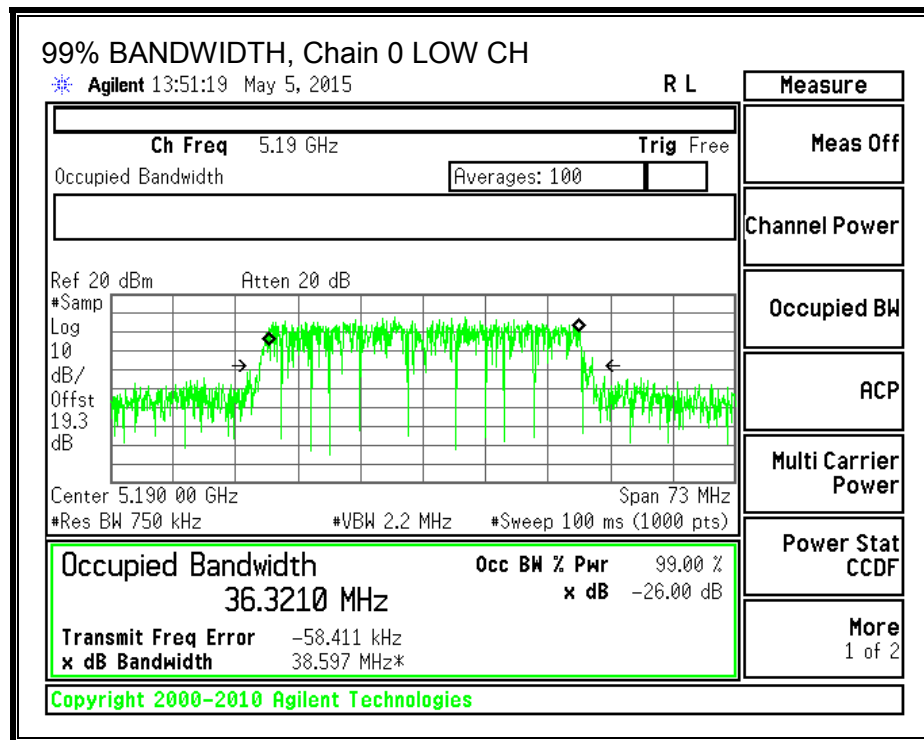 99% BANDWIDTH, Chain 0 LOW CH
Agilent 13:51:19 May 5, 2015 R L
Measure
Ch Freq 5.19 GHz Trig Free
Meas Off
Occupied Bandwidth Averages: 100
Channel Power
Ref 20 dBm Atten 20 dB
#Samp
Log
10
dB/
Offst
19.3
dB
Occupied BW
ACP
Center 5.190 00 GHz Span 73 MHz
#Res BW 750 kHz #VBW 2.2 MHz #Sweep 100 ms (1000 pts)
Multi Carrier
Power
Occupied Bandwidth Occ BW % Pwr 99.00 %
36.3210 MHz x dB -26.00 dB
Power Stat
CCDF
Transmit Freq Error -58.411 kHz
x dB Bandwidth 38.597 MHz*
More
1 of 2
Copyright 2000-2010 Agilent Technologies